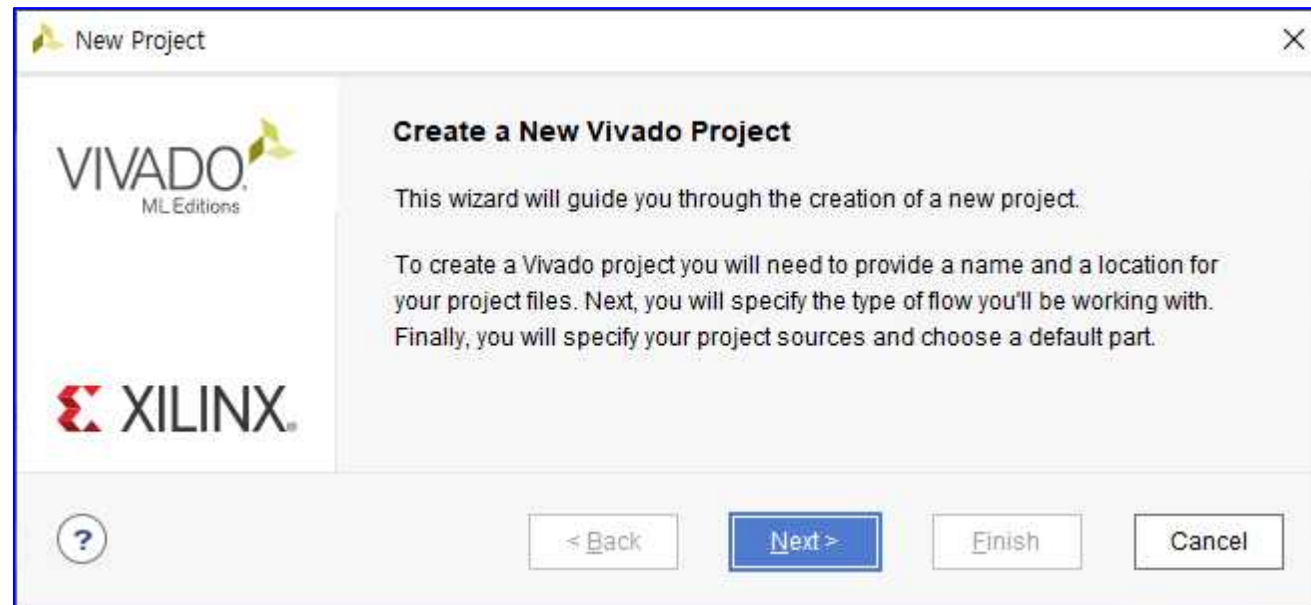 New Project
VIVADO.
ML Editions
Create a New Vivado Project
This wizard will guide you through the creation of a new project.
To create a Vivado project you will need to provide a name and a location for
your project files. Next, you will specify the type of flow you'll be working with.
Finally, you will specify your project sources and choose a default part.
XILINX.
?
< Back
Next >
Finish
Cancel